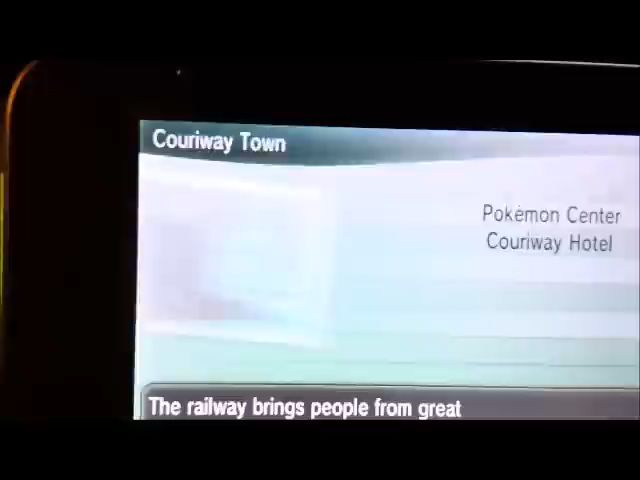 Couriway Town
Pokémon Center
Couriway Hotel
The railway brings people from great